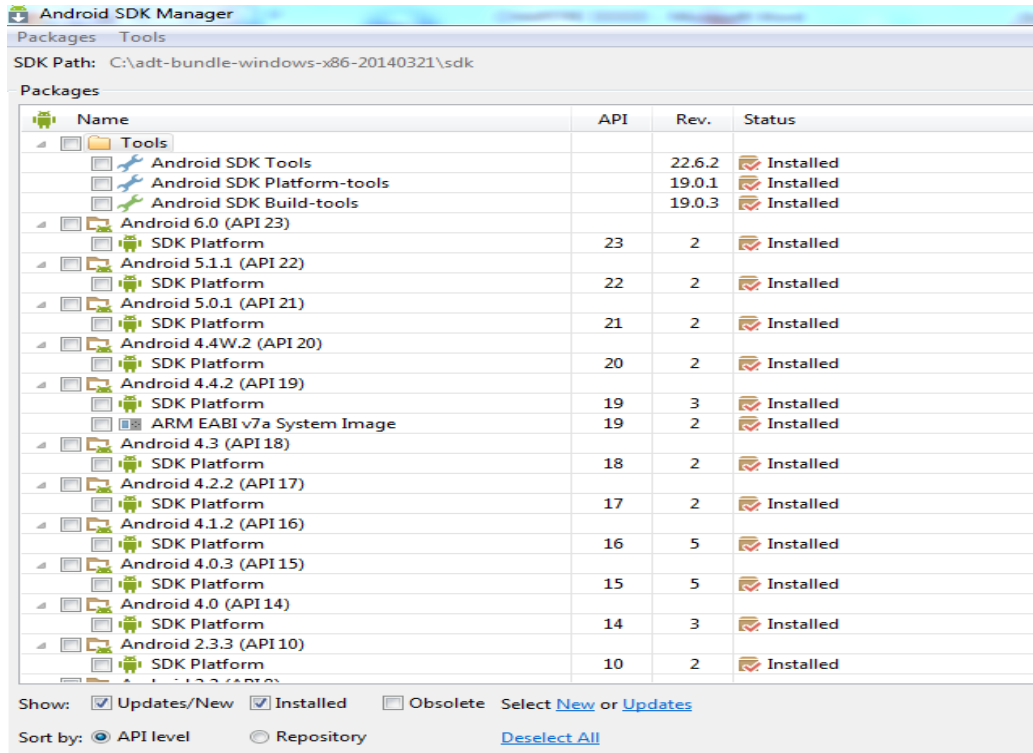 Android SDK Manager
Packages Tools
SDK Path: C:\adt-bundle-windows-x86-20140321\sdk
Packages
Name API Rev. Status
Tools
Android SDK Tools 22.6.2 Installed
Android SDK Platform-tools 19.0.1 Installed
Android SDK Build-tools 19.0.3 Installed
Android 6.0 (API 23)
SDK Platform 23 2 Installed
Android 5.1.1 (API 22)
SDK Platform 22 2 Installed
Android 5.0.1 (API 21)
SDK Platform 21 2 Installed
Android 4.4W.2 (API 20)
SDK Platform 20 2 Installed
Android 4.4.2 (API 19)
SDK Platform 19 3 Installed
ARM EABI v7a System Image 19 2 Installed
Android 4.3 (API 18)
SDK Platform 18 2 Installed
Android 4.2.2 (API 17)
SDK Platform 17 2 Installed
Android 4.1.2 (API 16)
SDK Platform 16 5 Installed
Android 4.0.3 (API 15)
SDK Platform 15 5 Installed
Android 4.0 (API 14)
SDK Platform 14 3 Installed
Android 2.3.3 (API 10)
SDK Platform 10 2 Installed
Show: Updates/New Installed Obsolete Select New or Updates
Sort by: API level Repository Deselect All